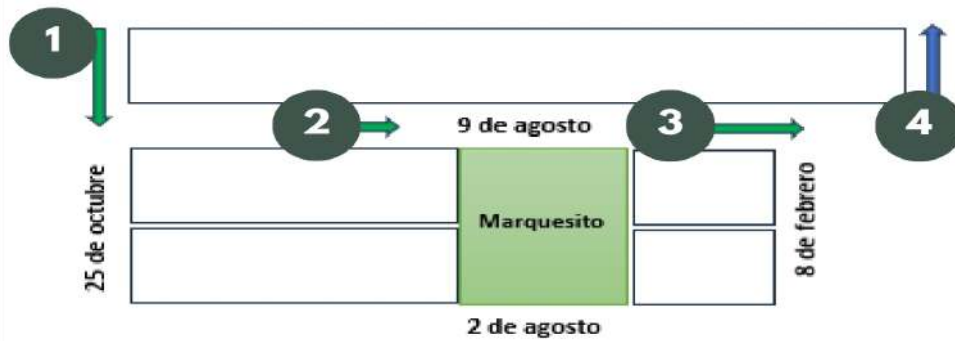 1
2
9 de agosto
3
4
25 de octubre
Marquesito
8 de febrero
2 de agosto